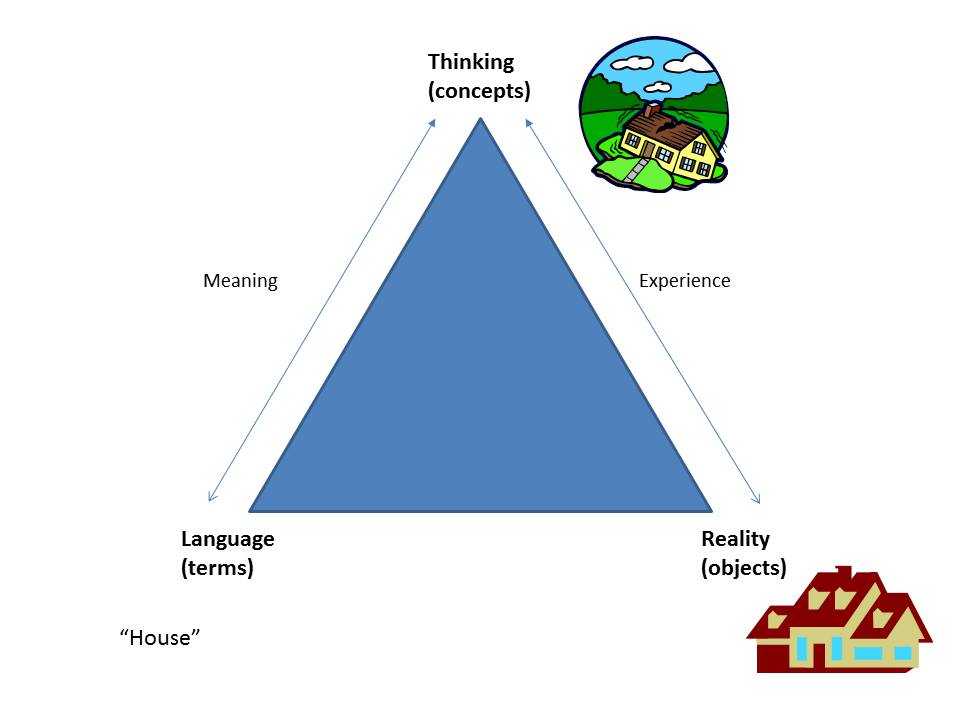 Thinking
(concepts)
Meaning
Experience
Language
(terms)
Reality
(objects)
“House”